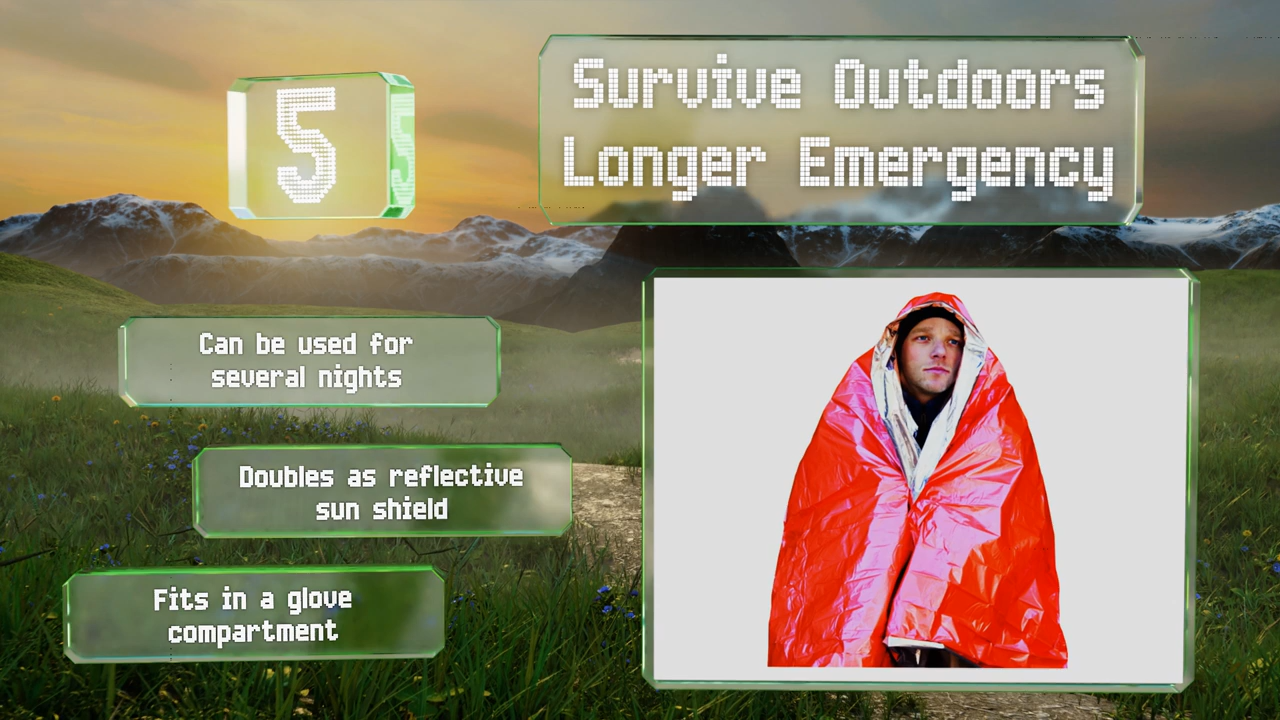 5
Survive Outdoors
Longer Emergency
Can be used for
several nights
Doubles as reflective
sun shield
Fits in a glove
compartment